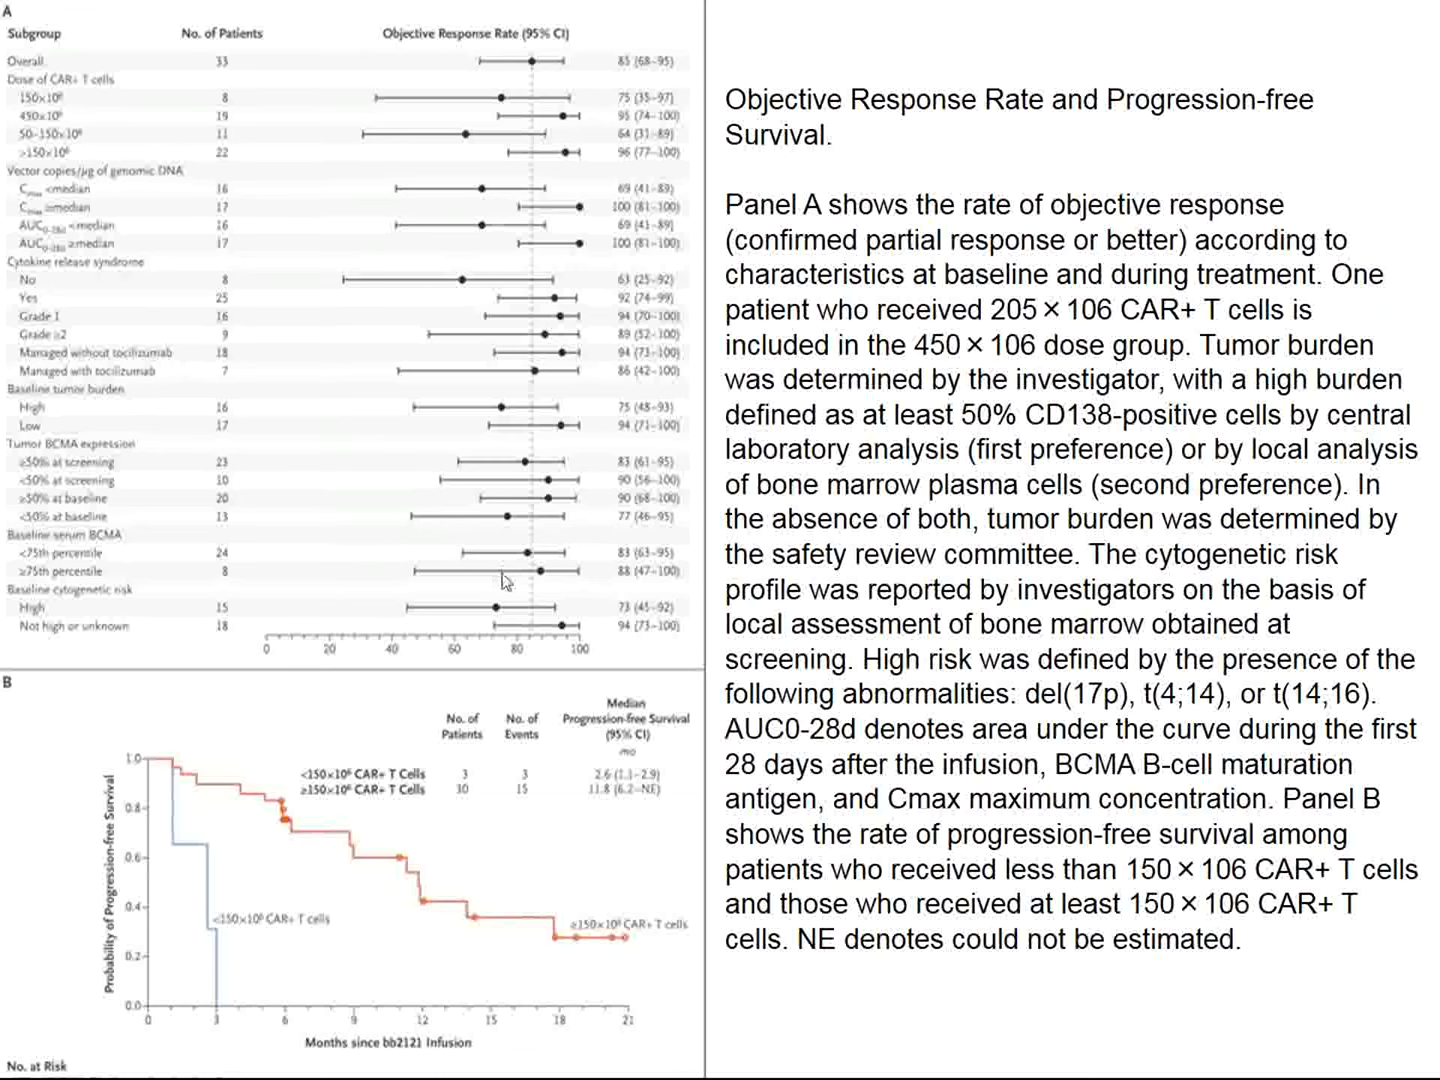 A
Subgroup No. of Patients Objective Response Rate (95% CI)
Overall 33 85 (68–95)
Dose of CAR+ T cells
150×10⁶ 8 75 (35–97)
450×10⁶ 19 95 (74–100)
50–150×10⁶ 11 64 (31–89)
>150×10⁶ 22 96 (77–100)
Vector copies/µg of genomic DNA
Cmax <median 16 69 (41–89)
Cmax ≥median 17 100 (81–100)
AUC0–28d <median 16 69 (41–89)
AUC0–28d ≥median 17 100 (81–100)
Cytokine release syndrome
No 8 63 (25–92)
Yes 25 92 (74–99)
Grade 1 16 94 (70–100)
Grade ≥2 9 89 (52–100)
Managed without tocilizumab 18 94 (73–100)
Managed with tocilizumab 7 86 (42–100)
Baseline tumor burden
High 16 75 (48–93)
Low 17 94 (71–100)
Tumor BCMA expression
≥50% at screening 23 83 (61–95)
<50% at screening 10 90 (56–100)
≥50% at baseline 20 90 (68–100)
<50% at baseline 13 77 (46–95)
Baseline serum BCMA
<75th percentile 24 83 (63–95)
≥75th percentile 8 88 (47–100)
Baseline cytogenetic risk
High 15 73 (45–92)
Not high or unknown 18 94 (73–100)
0 20 40 60 80 100
B
Median
No. of No. of Progression-free Survival
Patients Events (95% CI)
mo
<150×10⁶ CAR+ T Cells 3 3 2.6 (1.1–2.9)
≥150×10⁶ CAR+ T Cells 30 15 11.8 (6.2–NE)
Probability of Progression-free Survival
1.0
0.8
0.6
0.4
0.2
0.0
<150×10⁶ CAR+ T cells
≥150×10⁶ CAR+ T cells
0 3 6 9 12 15 18 21
Months since bb2121 Infusion
No. at Risk
Objective Response Rate and Progression-free
Survival.
Panel A shows the rate of objective response
(confirmed partial response or better) according to
characteristics at baseline and during treatment. One
patient who received 205 × 106 CAR+ T cells is
included in the 450 × 106 dose group. Tumor burden
was determined by the investigator, with a high burden
defined as at least 50% CD138-positive cells by central
laboratory analysis (first preference) or by local analysis
of bone marrow plasma cells (second preference). In
the absence of both, tumor burden was determined by
the safety review committee. The cytogenetic risk
profile was reported by investigators on the basis of
local assessment of bone marrow obtained at
screening. High risk was defined by the presence of the
following abnormalities: del(17p), t(4;14), or t(14;16).
AUC0-28d denotes area under the curve during the first
28 days after the infusion, BCMA B-cell maturation
antigen, and Cmax maximum concentration. Panel B
shows the rate of progression-free survival among
patients who received less than 150 × 106 CAR+ T cells
and those who received at least 150 × 106 CAR+ T
cells. NE denotes could not be estimated.